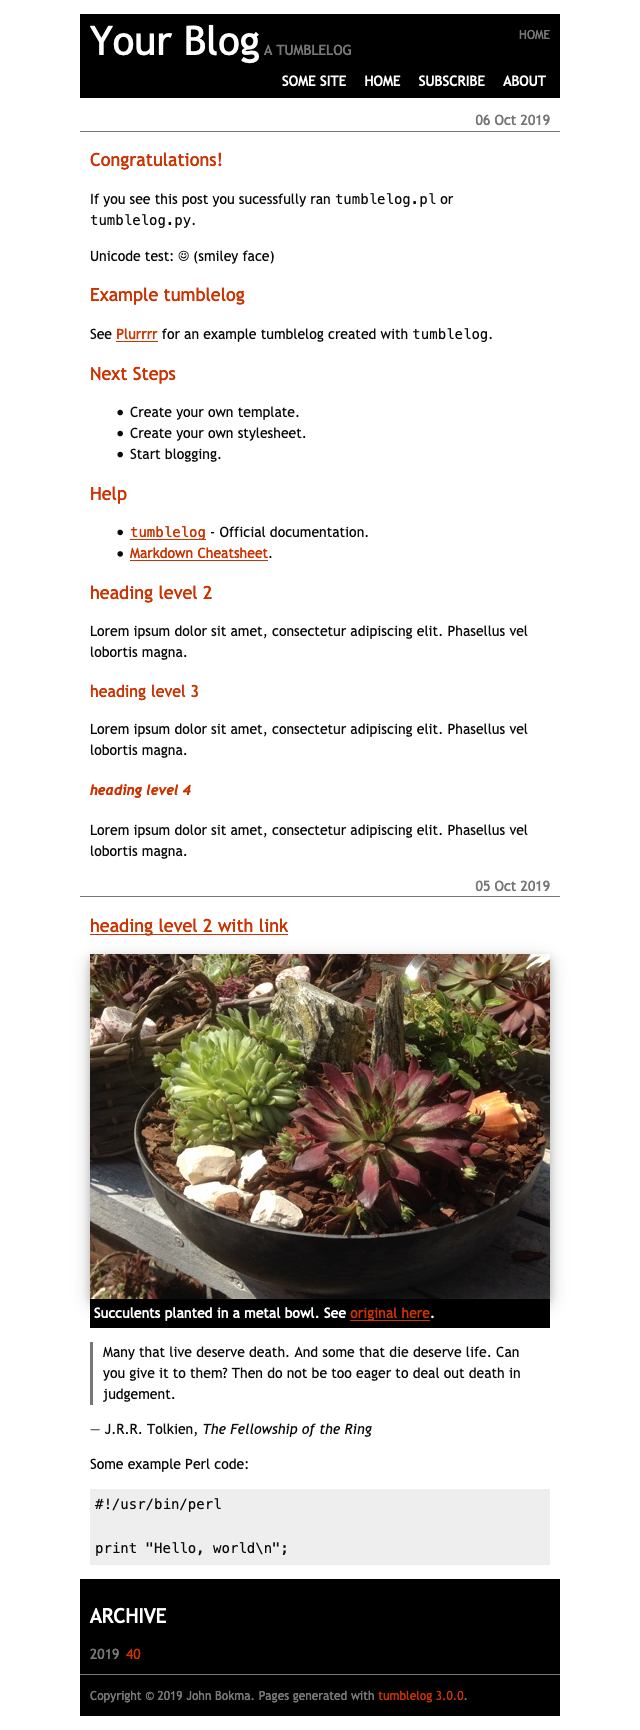 Your Blog A TUMBLELOG
HOME
SOME SITE HOME SUBSCRIBE ABOUT
06 Oct 2019
Congratulations!
If you see this post you sucessfully ran tumblelog.pl or
tumblelog.py.
Unicode test: ☺ (smiley face)
Example tumblelog
See Plurrrr for an example tumblelog created with tumblelog.
Next Steps
• Create your own template.
• Create your own stylesheet.
• Start blogging.
Help
• tumblelog - Official documentation.
• Markdown Cheatsheet.
heading level 2
Lorem ipsum dolor sit amet, consectetur adipiscing elit. Phasellus vel
lobortis magna.
heading level 3
Lorem ipsum dolor sit amet, consectetur adipiscing elit. Phasellus vel
lobortis magna.
heading level 4
Lorem ipsum dolor sit amet, consectetur adipiscing elit. Phasellus vel
lobortis magna.
05 Oct 2019
heading level 2 with link
Succulents planted in a metal bowl. See original here.
Many that live deserve death. And some that die deserve life. Can
you give it to them? Then do not be too eager to deal out death in
judgement.
— J.R.R. Tolkien, The Fellowship of the Ring
Some example Perl code:
#!/usr/bin/perl
print "Hello, world\n";
ARCHIVE
2019 40
Copyright © 2019 John Bokma. Pages generated with tumblelog 3.0.0.